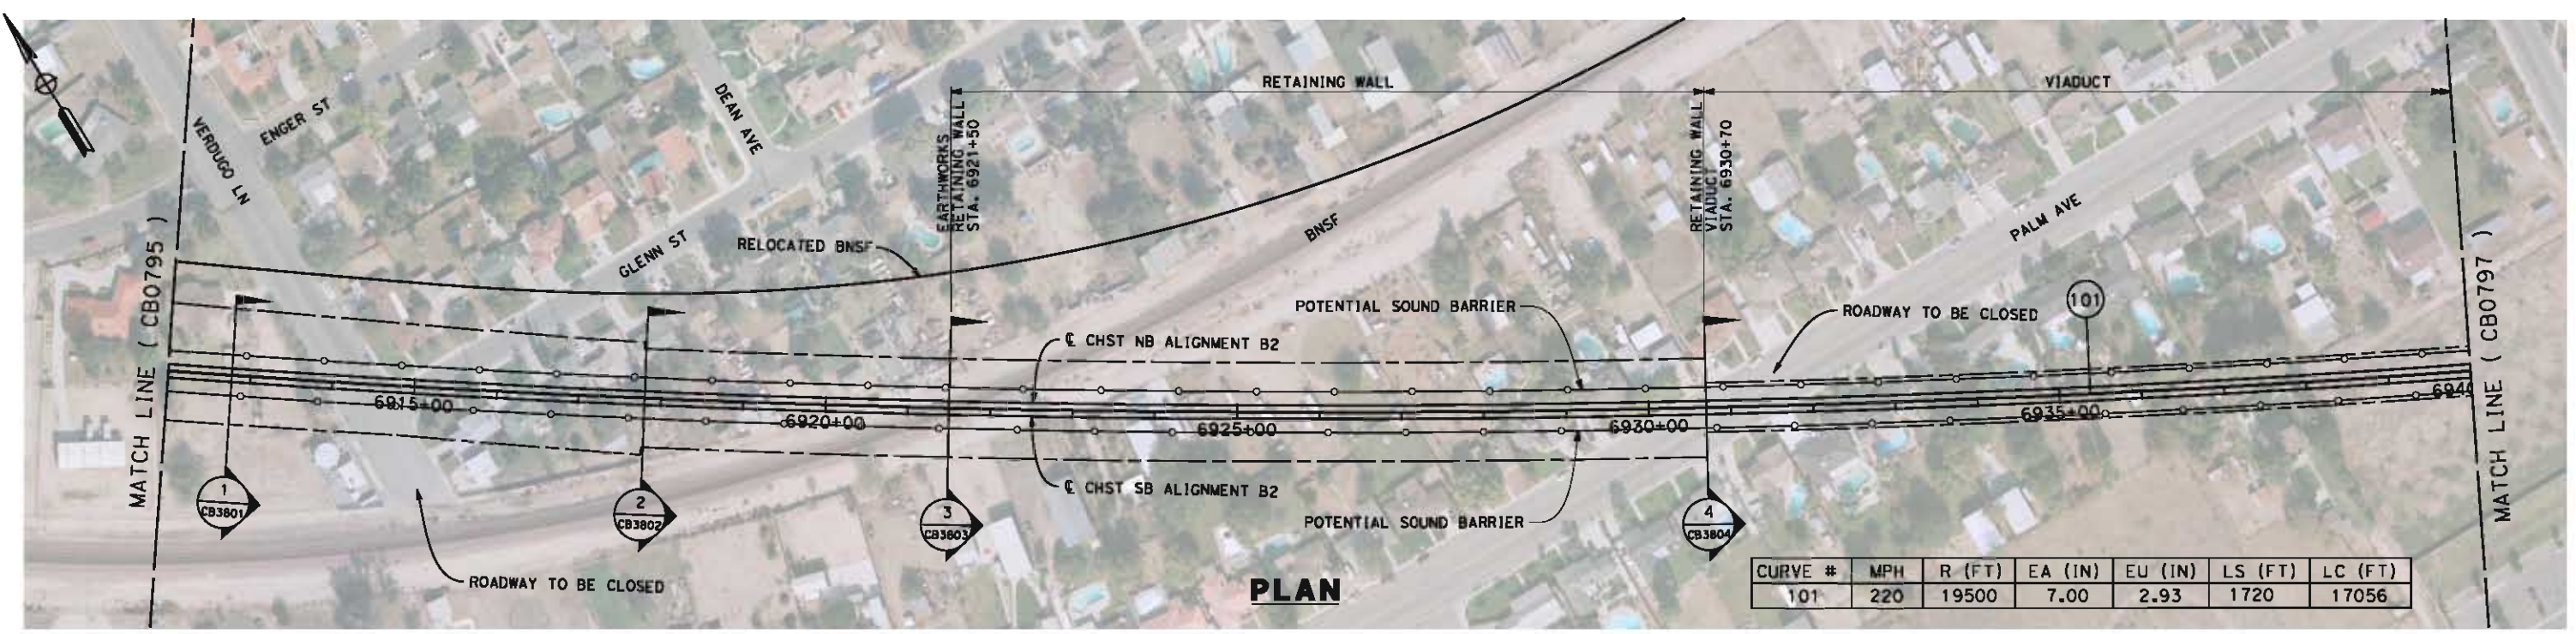 RETAINING WALL
VIADUCT
VERDUGO LN
ENGER ST
DEAN AVE
EARTHWORKS
RETAINING WALL
STA. 6921+50
RETAINING WALL
VIADUCT
STA. 6930+70
GLENN ST
RELOCATED BNSF
BNSF
PALM AVE
MATCH LINE ( CB0795 )
POTENTIAL SOUND BARRIER
ROADWAY TO BE CLOSED
101
℄ CHST NB ALIGNMENT B2
6915+00
6920+00
6925+00
6930+00
6935+00
6940
℄ CHST SB ALIGNMENT B2
1
CB3801
2
CB3802
3
CB3803
4
CB3804
POTENTIAL SOUND BARRIER
ROADWAY TO BE CLOSED
MATCH LINE ( CB0797 )
PLAN
CURVE # MPH R (FT) EA (IN) EU (IN) LS (FT) LC (FT)
101 220 19500 7.00 2.93 1720 17056